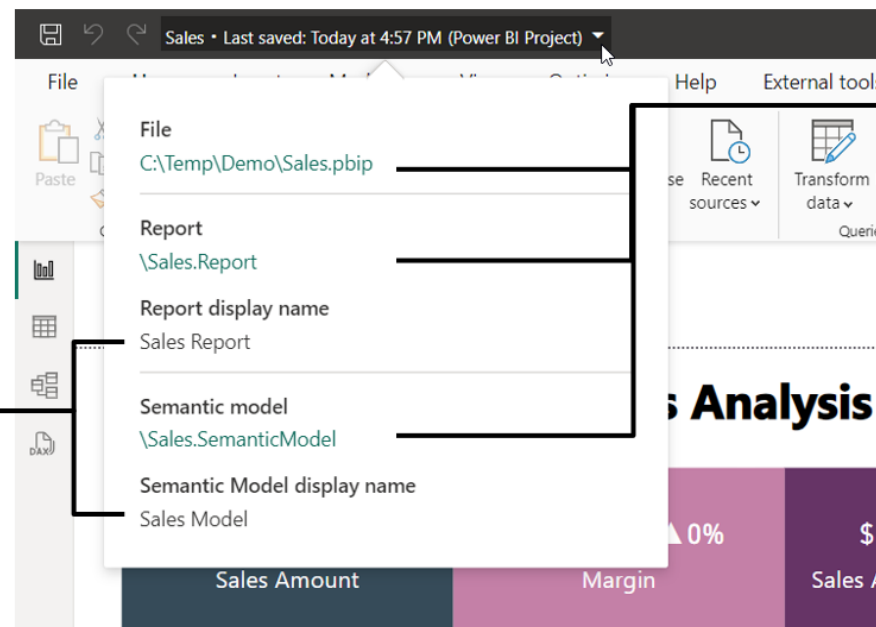 Sales • Last saved: Today at 4:57 PM (Power BI Project)
File
Help
External tools
File
C:\Temp\Demo\Sales.pbip
Paste
Recent
sources
Transform
data
Report
\Sales.Report
Report display name
Sales Report
Semantic model
\Sales.SemanticModel
Analysis
DAX
Semantic Model display name
Sales Model
▲0%
$
Sales Amount
Margin
Sales